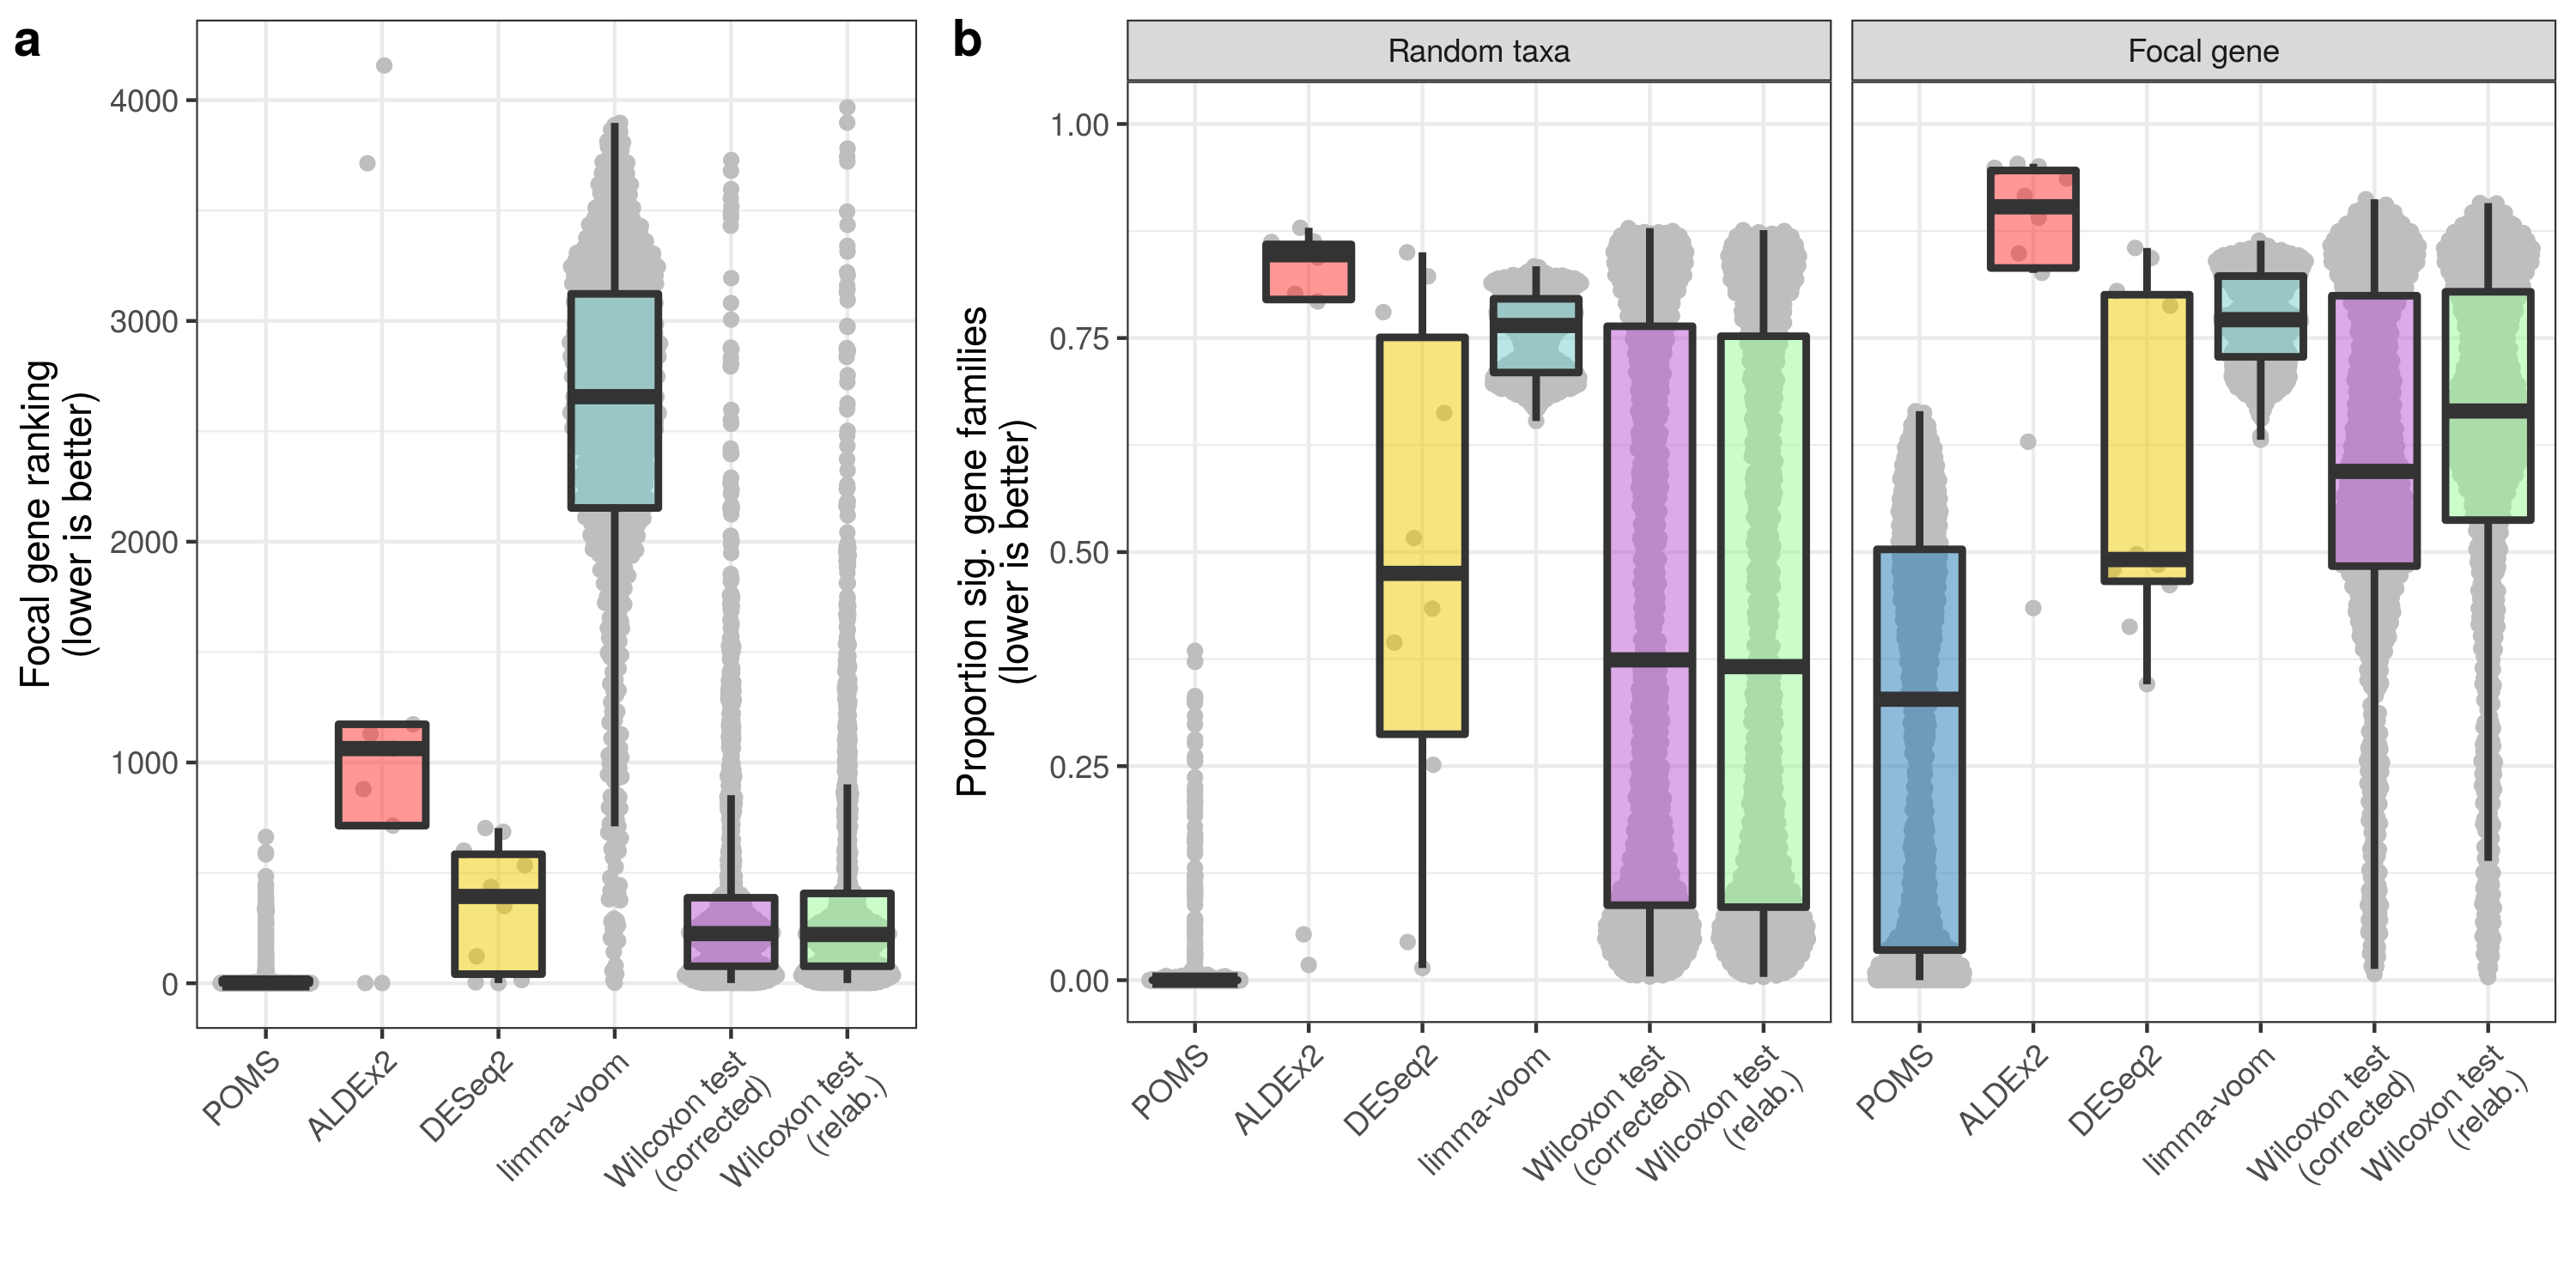 a
Focal gene ranking
(lower is better)
4000
3000
2000
1000
0
POMS
ALDEx2
DESeq2
limma-voom
Wilcoxon test
(corrected)
Wilcoxon test
(relab.)
b
Proportion sig. gene families
(lower is better)
1.00
0.75
0.50
0.25
0.00
Random taxa
POMS
ALDEx2
DESeq2
limma-voom
Wilcoxon test
(corrected)
Wilcoxon test
(relab.)
Focal gene
POMS
ALDEx2
DESeq2
limma-voom
Wilcoxon test
(corrected)
Wilcoxon test
(relab.)